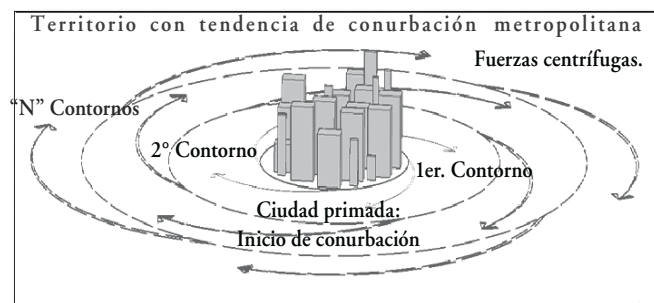 Territorio con tendencia de conurbación metropolitana
Fuerzas centrífugas.
“N” Contornos
2° Contorno
1er. Contorno
Ciudad primada:
Inicio de conurbación